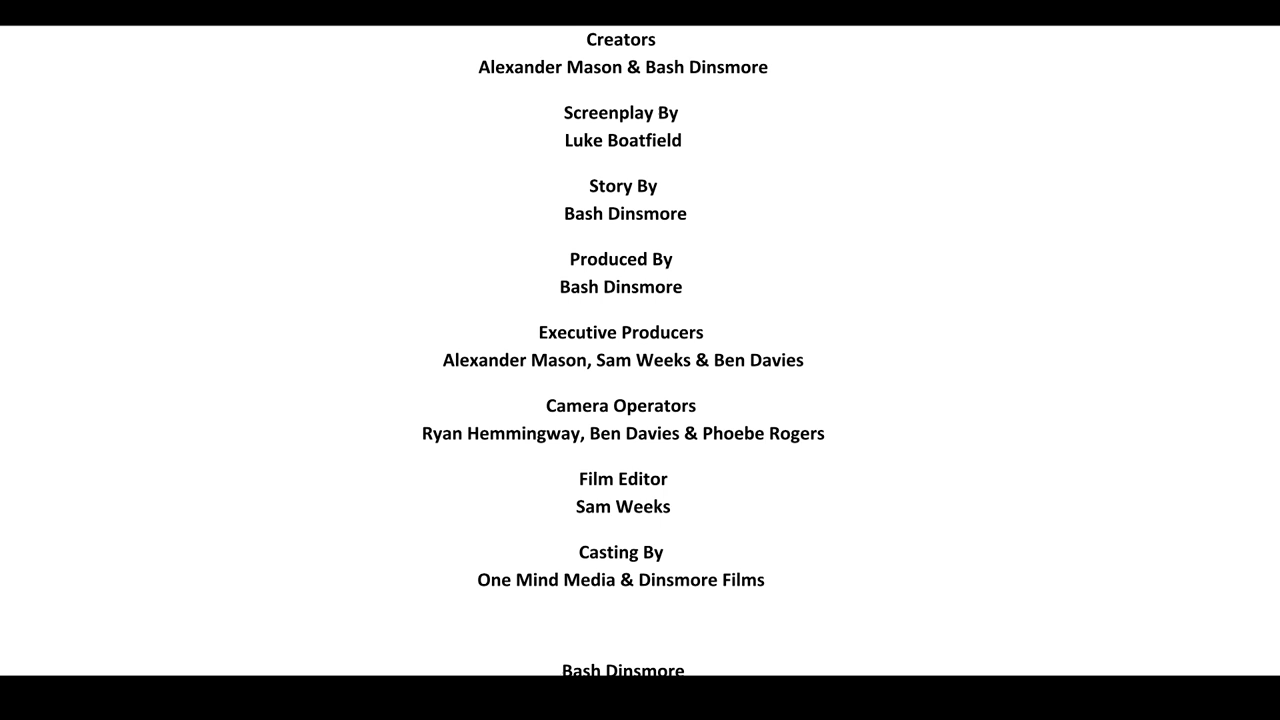 Creators
Alexander Mason & Bash Dinsmore
Screenplay By
Luke Boatfield
Story By
Bash Dinsmore
Produced By
Bash Dinsmore
Executive Producers
Alexander Mason, Sam Weeks & Ben Davies
Camera Operators
Ryan Hemmingway, Ben Davies & Phoebe Rogers
Film Editor
Sam Weeks
Casting By
One Mind Media & Dinsmore Films
Bash Dinsmore